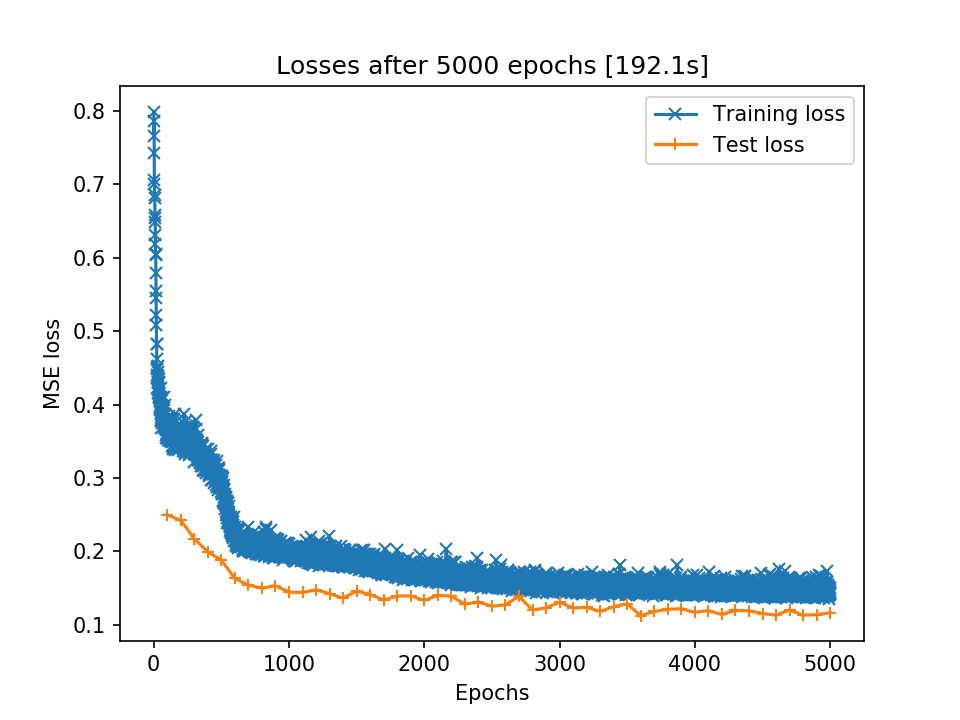 Losses after 5000 epochs [192.1s]
Training loss
Test loss
MSE loss
0.8
0.7
0.6
0.5
0.4
0.3
0.2
0.1
0 1000 2000 3000 4000 5000
Epochs